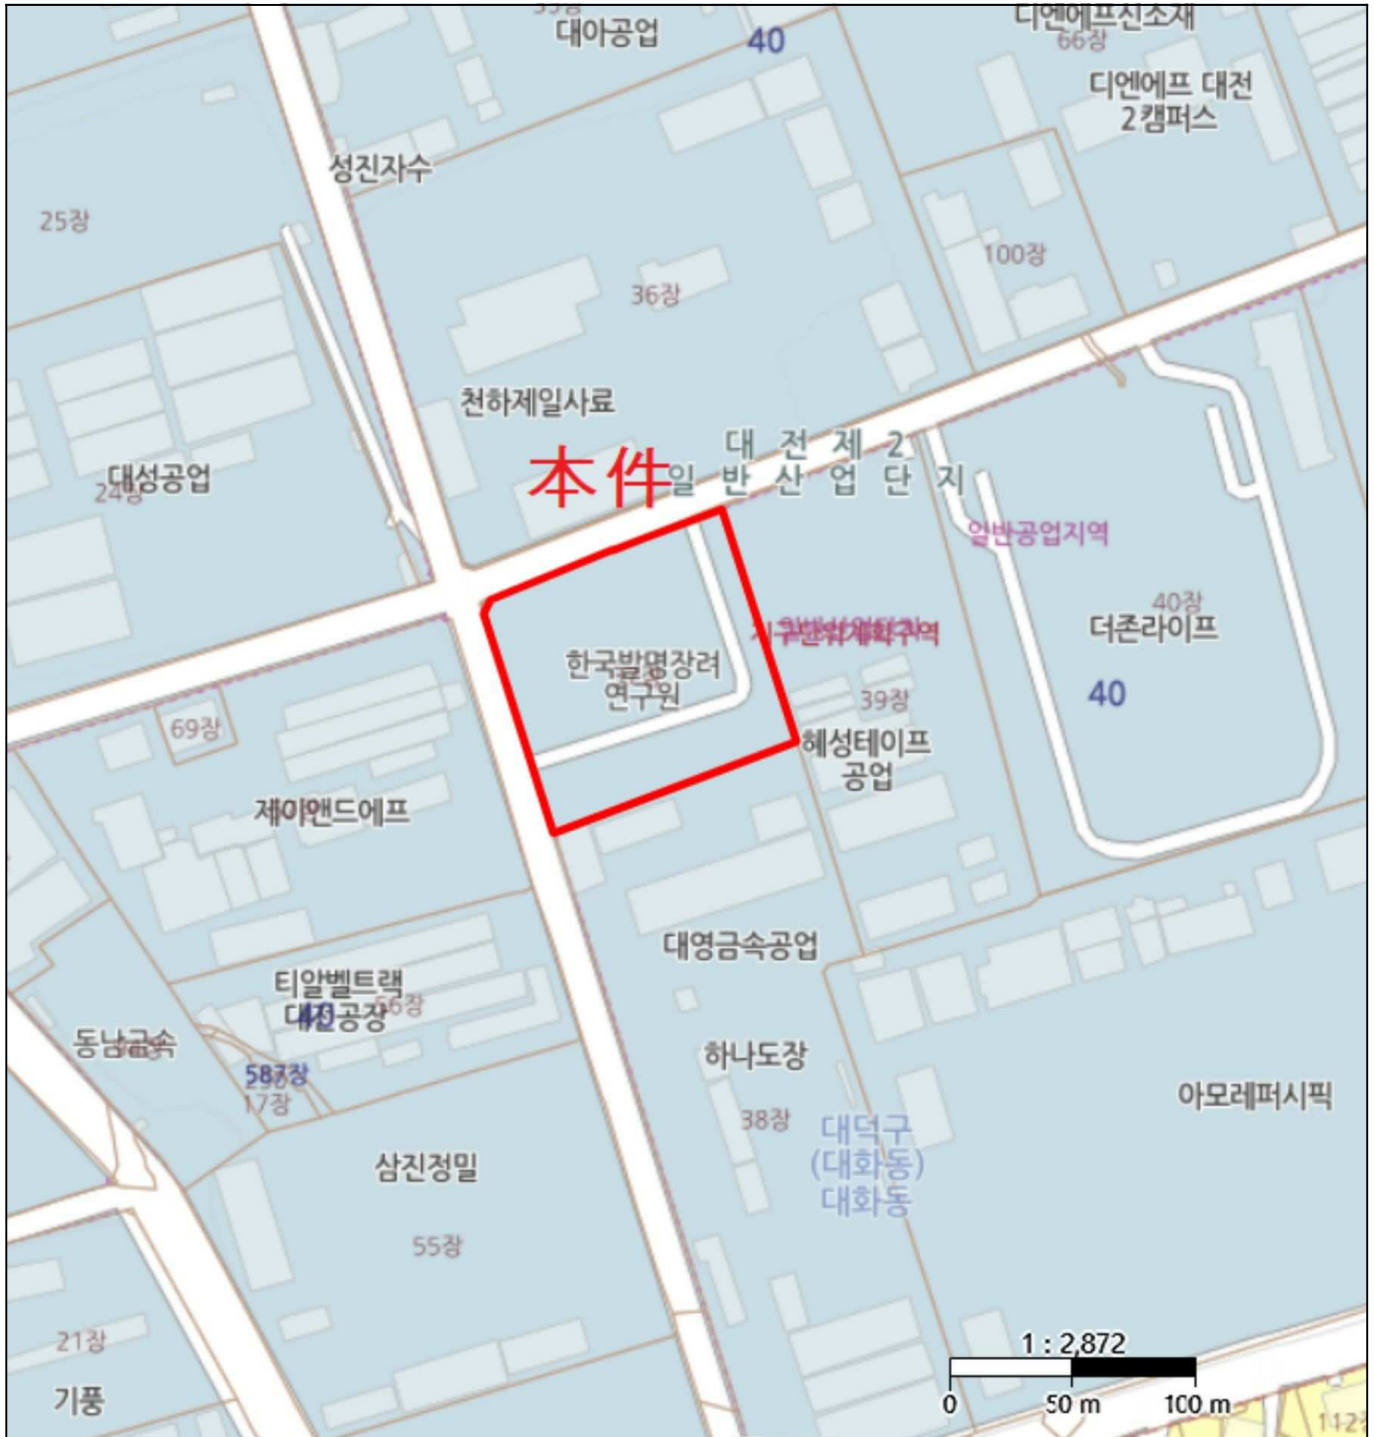 대아공업
40
디엔에프신소재
66장
디엔에프 대전
2캠퍼스
성진자수
25장
100장
36장
천하제일사료
本件
대 전 제 2
일 반 산 업 단 지
대성공업
24장
일반공업지역
40장
더존라이프
지구단위계획구역
한국발명장려
연구원
40
39장
69장
혜성테이프
공업
제이앤드에프
대영금속공업
티알벨트랙
대전공장
56장
40
동남금속
하나도장
587장
17장
아모레퍼시픽
38장
대덕구
(대화동)
대화동
삼진정밀
55장
21장
기풍
1 : 2,872
0 50 m 100 m